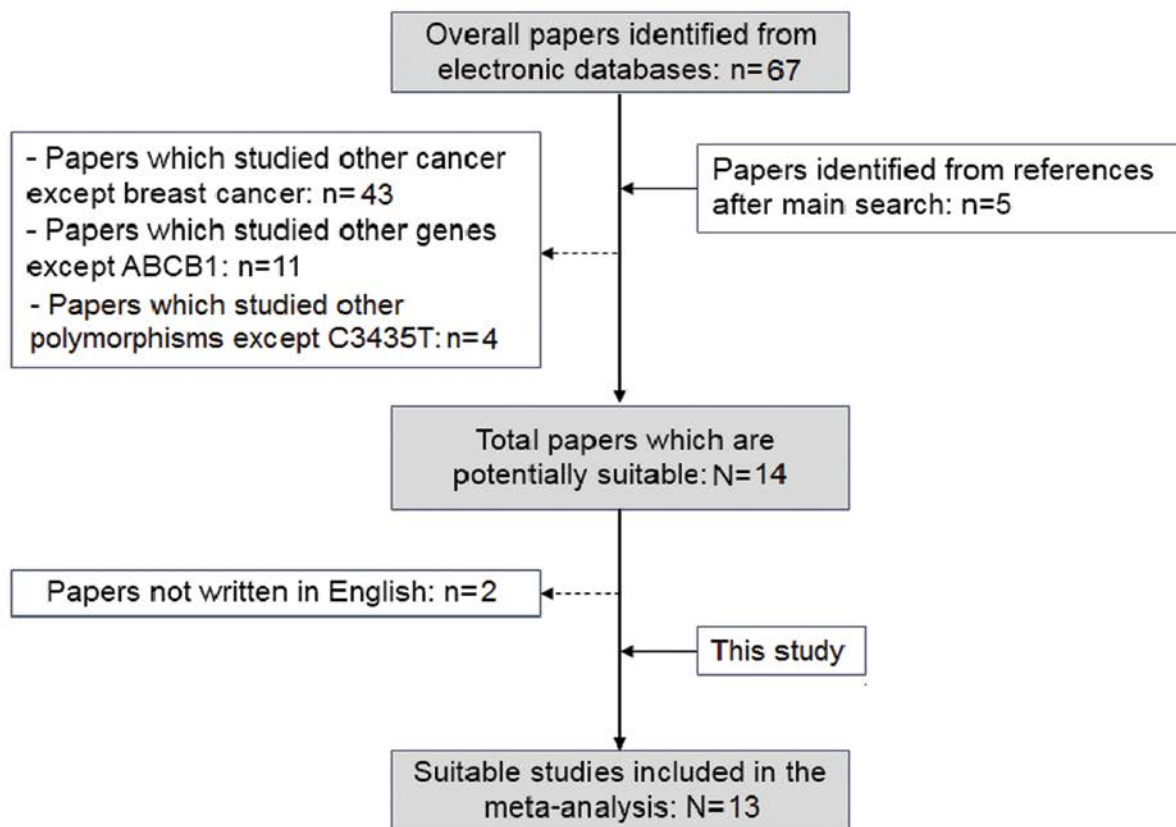 Overall papers identified from
electronic databases: n=67
- Papers which studied other cancer
except breast cancer: n=43
- Papers which studied other genes
except ABCB1: n=11
- Papers which studied other
polymorphisms except C3435T: n=4
Papers identified from references
after main search: n=5
Total papers which are
potentially suitable: N=14
Papers not written in English: n=2
This study
Suitable studies included in the
meta-analysis: N=13